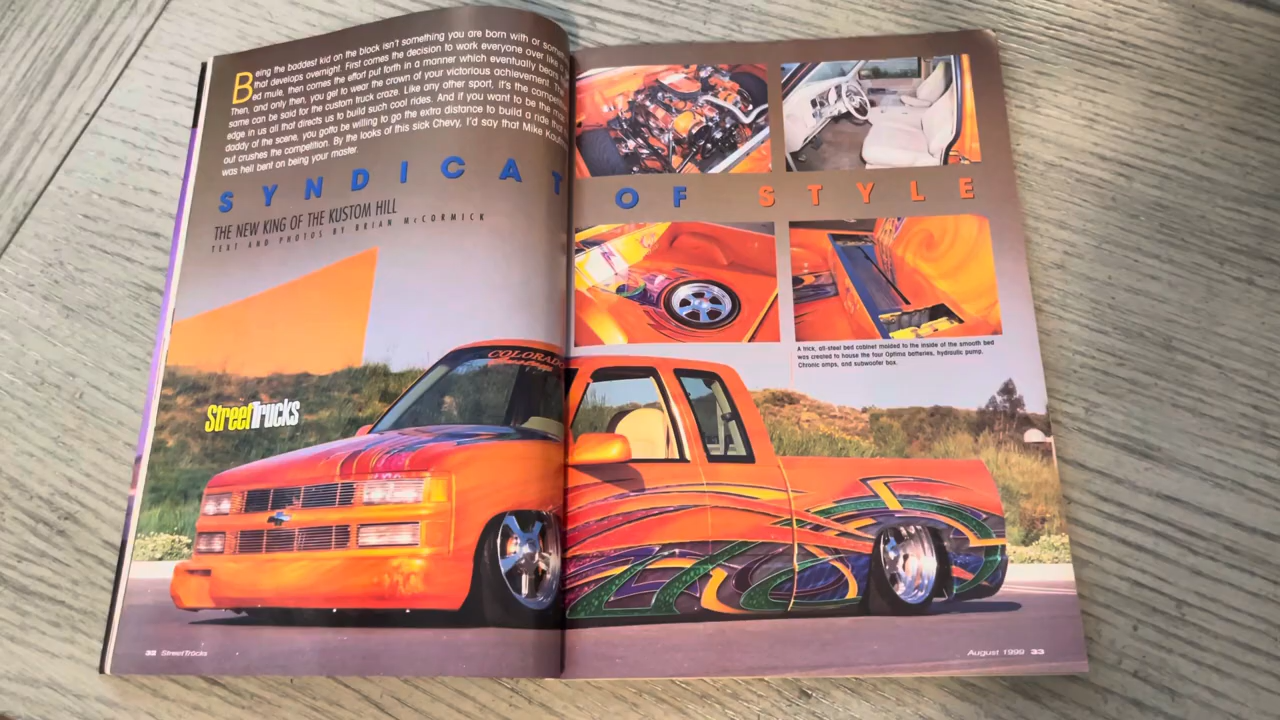 Being the baddest kid on the block isn't something you are born with or
that develops overnight. First comes the decision to work everyone over like
ed mule, then comes the effort put forth in a manner which eventually bears
Then, and only then, you get to wear the crown of your victorious achievement.
same can be said for the custom truck craze. Like any other sport, it's the
edge in us all that directs us to build such cool rides. And if you want to be the
daddy of the scene, you gotta be willing to go the extra distance to build a ride
out crushes the competition. By the looks of this sick Chevy, I'd say that Mike
was hell bent on being your master.
SYNDICAT OF STYLE
THE NEW KING OF THE KUSTOM HILL
TEXT AND PHOTOS BY BRIAN McCORMICK
A trick, all-steel bed cabinet molded to the inside of the smooth bed
was created to house the four Optima batteries, hydraulic pump,
Chronic amps, and subwoofer box.
COLORADO
StreetTrucks
32 StreetTrucks
August 1999 33